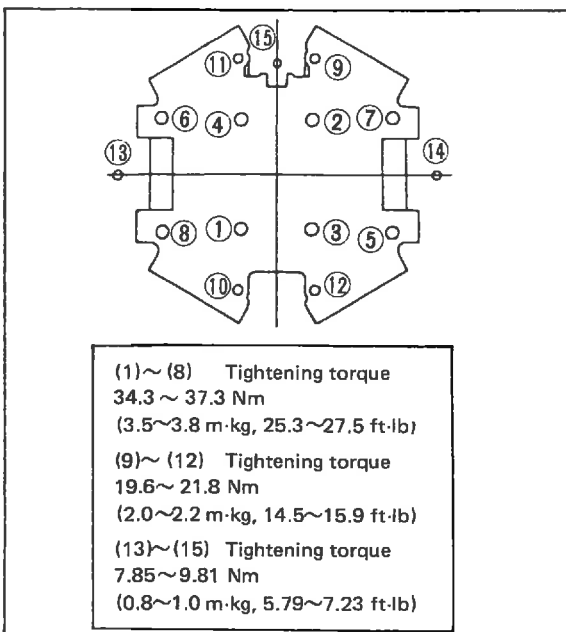 ⑮
⑪ ⑨
⑥ ④ ② ⑦
⑬ ⑭
⑧ ① ③ ⑤
⑩ ⑫
(1)~(8) Tightening torque
34.3~37.3 Nm
(3.5~3.8 m·kg, 25.3~27.5 ft·lb)
(9)~(12) Tightening torque
19.6~21.8 Nm
(2.0~2.2 m·kg, 14.5~15.9 ft·lb)
(13)~(15) Tightening torque
7.85~9.81 Nm
(0.8~1.0 m·kg, 5.79~7.23 ft·lb)